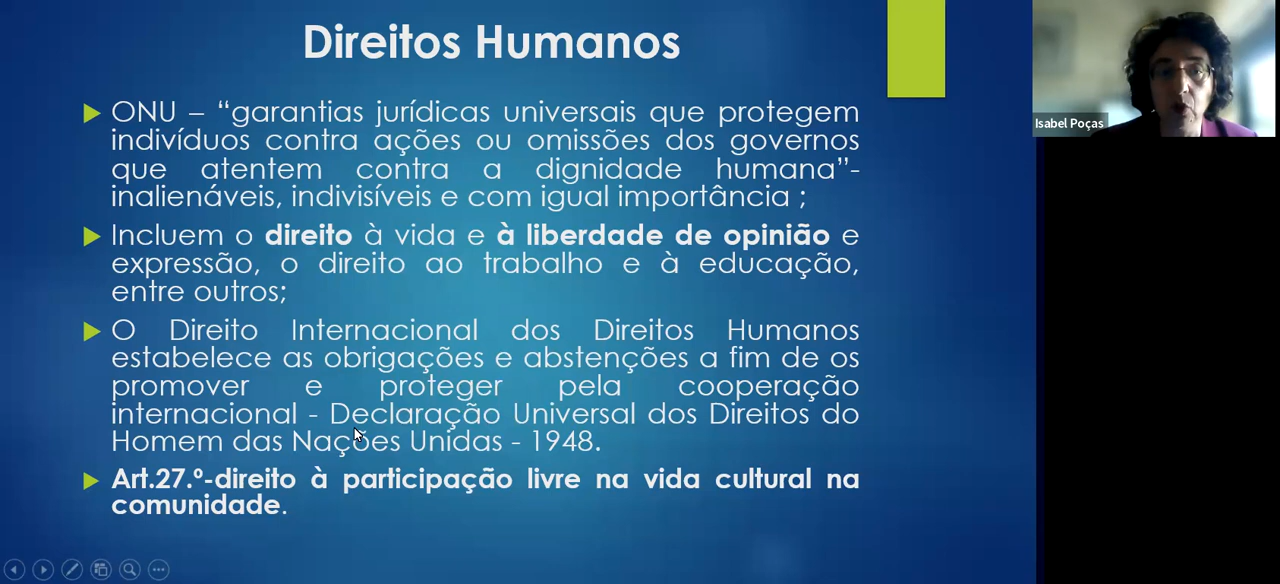 Direitos Humanos
ONU – “garantias jurídicas universais que protegem
indivíduos contra ações ou omissões dos governos
que atentem contra a dignidade humana”-
inalienáveis, indivisíveis e com igual importância ;
Incluem o direito à vida e à liberdade de opinião e
expressão, o direito ao trabalho e à educação,
entre outros;
O Direito Internacional dos Direitos Humanos
estabelece as obrigações e abstenções a fim de os
promover e proteger pela cooperação
internacional - Declaração Universal dos Direitos do
Homem das Nações Unidas - 1948.
Art.27.º-direito à participação livre na vida cultural na
comunidade.
Isabel Poças